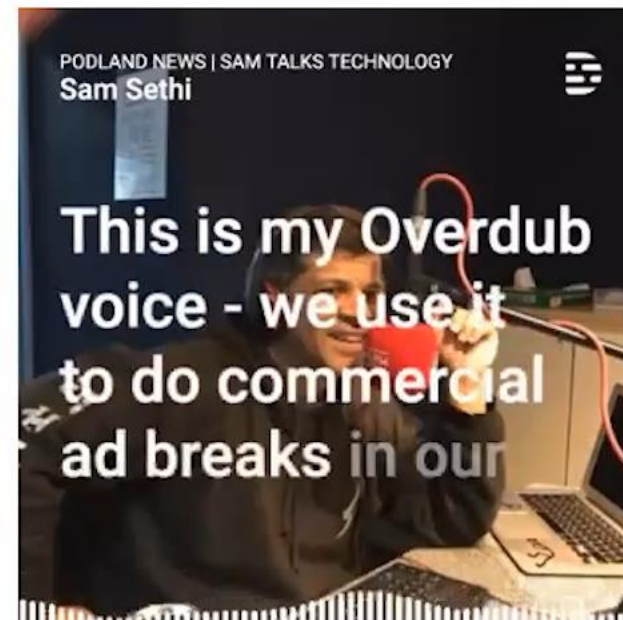 PODLAND NEWS | SAM TALKS TECHNOLOGY
Sam Sethi
This is my Overdub
voice - we use it
to do commercial
ad breaks in our